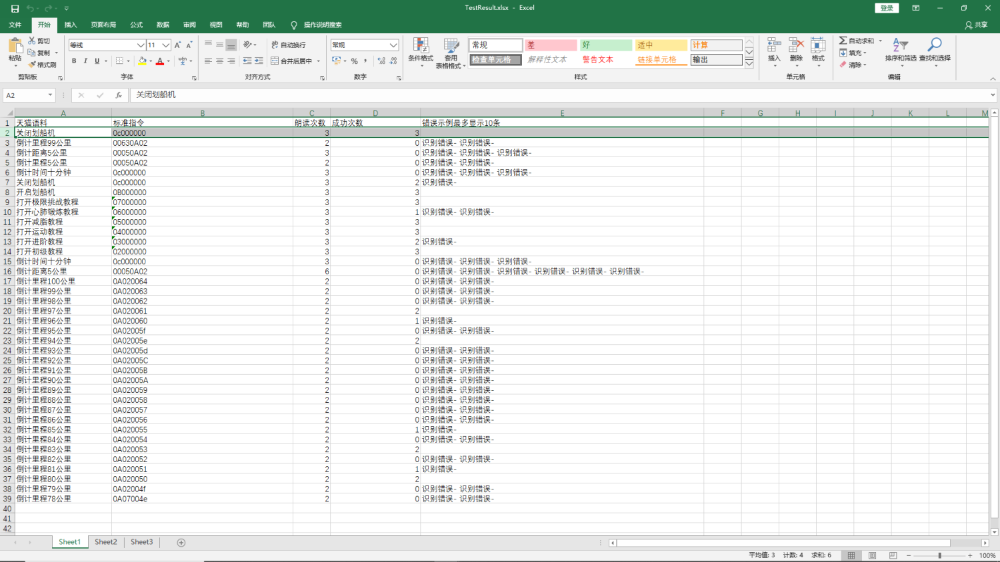 TestResult.xlsx - Excel
登录
文件 开始 插入 页面布局 公式 数据 审阅 视图 帮助 团队 操作说明搜索 共享
粘贴 剪切 复制 格式刷 剪贴板
等线 11 B I U A 字体
自动换行 合并后居中 对齐方式
常规 % 数字
条件格式 套用表格格式
常规 差 好 适中 计算
检查单元格 解释性文本 警告文本 链接单元格 输出
样式
插入 删除 格式 单元格
自动求和 填充 清除 排序和筛选 查找和选择 编辑
A2 fx 关闭划船机
A B C D E F G H I J K L M
1 天猫语料 标准指令 朗读次数 成功次数 错误示例最多显示10条
2 关闭划船机 0c000000 3 3
3 倒计里程99公里 00630A02 2 0 识别错误- 识别错误-
4 倒计距离5公里 00050A02 3 0 识别错误- 识别错误- 识别错误-
5 倒计里程5公里 00050A02 2 0 识别错误- 识别错误-
6 倒计时间十分钟 0c000000 3 0 识别错误- 识别错误- 识别错误-
7 关闭划船机 0c000000 3 2 识别错误-
8 开启划船机 0B000000 3 3
9 打开极限挑战教程 07000000 3 3
10 打开心肺锻炼教程 06000000 3 1 识别错误- 识别错误-
11 打开减脂教程 05000000 3 3
12 打开运动教程 04000000 3 3
13 打开进阶教程 03000000 3 2 识别错误-
14 打开初级教程 02000000 3 3
15 倒计时间十分钟 0c000000 3 0 识别错误- 识别错误- 识别错误-
16 倒计距离5公里 00050A02 6 0 识别错误- 识别错误- 识别错误- 识别错误- 识别错误- 识别错误-
17 倒计里程100公里 0A020064 2 0 识别错误- 识别错误-
18 倒计里程99公里 0A020063 2 0 识别错误- 识别错误-
19 倒计里程98公里 0A020062 2 0 识别错误- 识别错误-
20 倒计里程97公里 0A020061 2 2
21 倒计里程96公里 0A020060 2 1 识别错误-
22 倒计里程95公里 0A02005f 2 0 识别错误- 识别错误-
23 倒计里程94公里 0A02005e 2 2
24 倒计里程93公里 0A02005d 2 0 识别错误- 识别错误-
25 倒计里程92公里 0A02005C 2 0 识别错误- 识别错误-
26 倒计里程91公里 0A02005B 2 0 识别错误- 识别错误-
27 倒计里程90公里 0A02005A 2 0 识别错误- 识别错误-
28 倒计里程89公里 0A020059 2 0 识别错误- 识别错误-
29 倒计里程88公里 0A020058 2 0 识别错误- 识别错误-
30 倒计里程87公里 0A020057 2 0 识别错误- 识别错误-
31 倒计里程86公里 0A020056 2 0 识别错误- 识别错误-
32 倒计里程85公里 0A020055 2 1 识别错误-
33 倒计里程84公里 0A020054 2 0 识别错误- 识别错误-
34 倒计里程83公里 0A020053 2 2
35 倒计里程82公里 0A020052 2 0 识别错误- 识别错误-
36 倒计里程81公里 0A020051 2 1 识别错误-
37 倒计里程80公里 0A020050 2 2
38 倒计里程79公里 0A02004f 2 0 识别错误- 识别错误-
39 倒计里程78公里 0A07004e 2 0 识别错误- 识别错误-
40
41
42
Sheet1 Sheet2 Sheet3
平均值: 3 计数: 4 求和: 6 100%